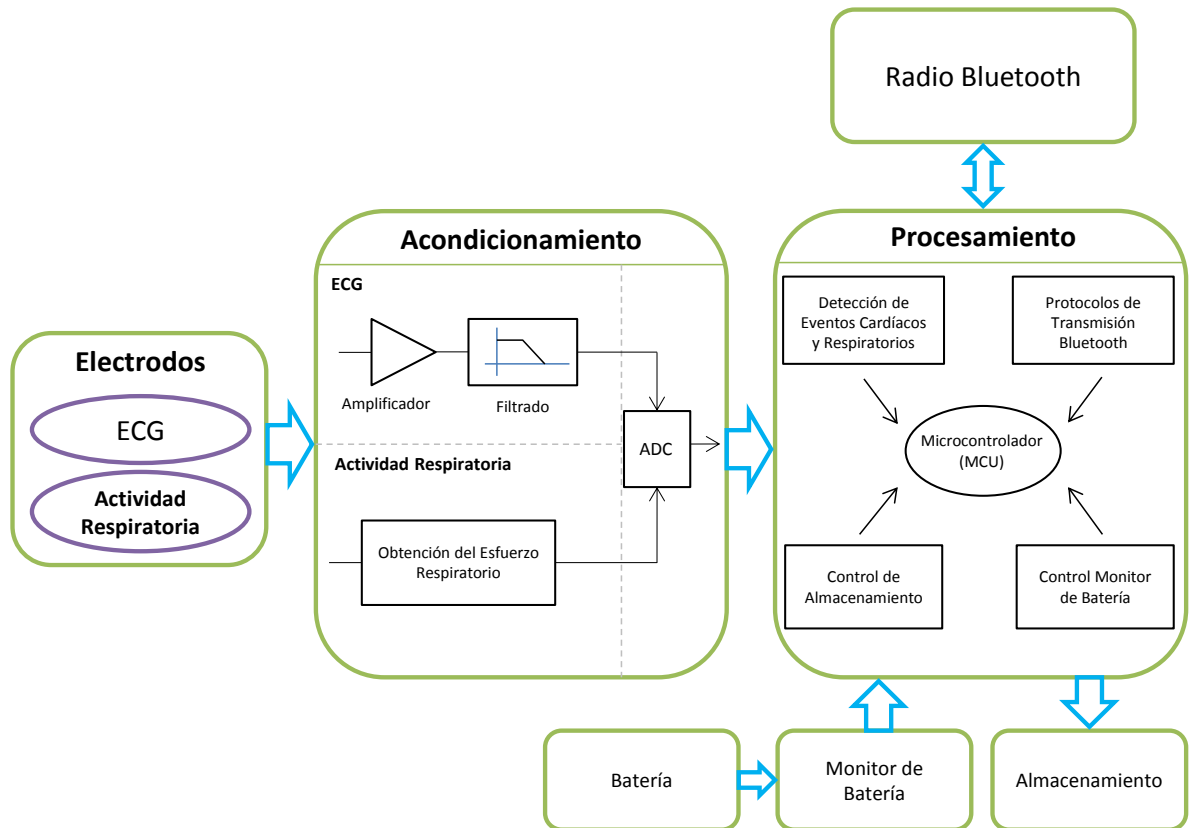 Radio Bluetooth
Electrodos
ECG
Actividad
Respiratoria
Acondicionamiento
ECG
Amplificador
Filtrado
Actividad Respiratoria
Obtención del Esfuerzo
Respiratorio
ADC
Procesamiento
Detección de
Eventos Cardíacos
y Respiratorios
Protocolos de
Transmisión
Bluetooth
Microcontrolador
(MCU)
Control de
Almacenamiento
Control Monitor
de Batería
Batería
Monitor de
Batería
Almacenamiento